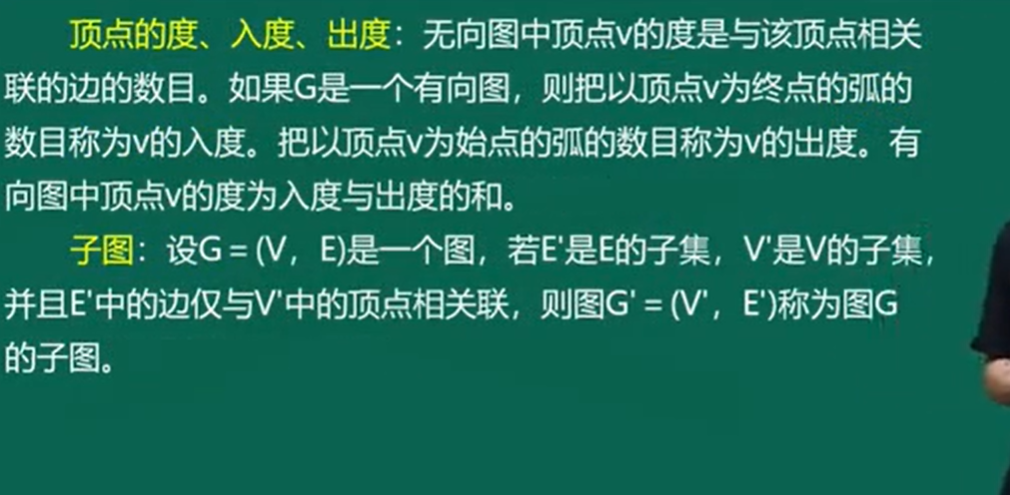 顶点的度、入度、出度：无向图中顶点v的度是与该顶点相关
联的边的数目。如果G是一个有向图，则把以顶点v为终点的弧的
数目称为v的入度。把以顶点v为始点的弧的数目称为v的出度。有
向图中顶点v的度为入度与出度的和。
子图：设G = (V，E)是一个图，若E'是E的子集，V'是V的子集，
并且E'中的边仅与V'中的顶点相关联，则图G' = (V'，E')称为图G
的子图。